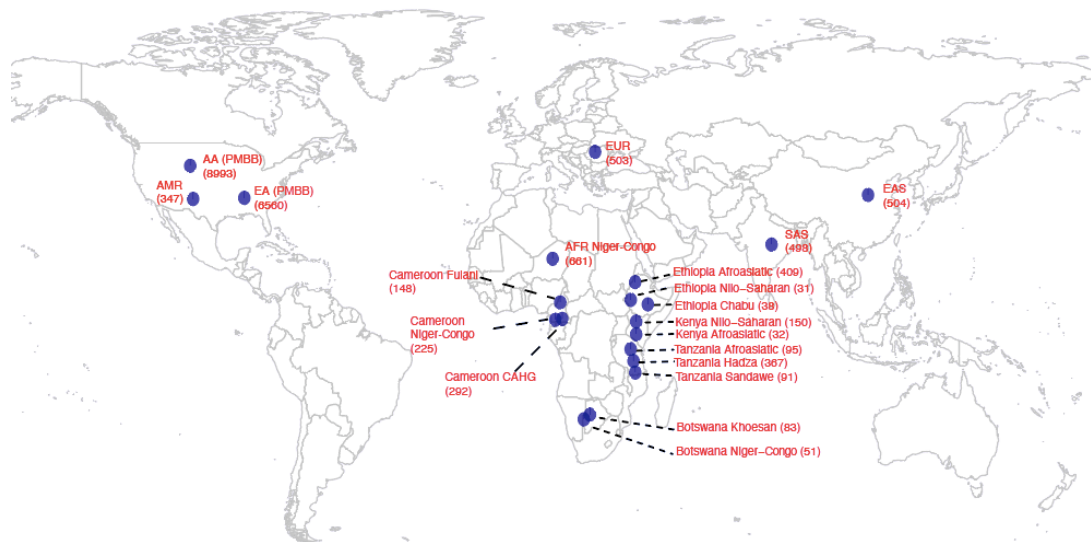 AA (PMBB)
(8993)
AMR
(347)
EA (PMBB)
(6560)
EUR
(503)
EAS
(504)
SAS
(493)
AFR Niger-Congo
(661)
Cameroon Fulani
(148)
Cameroon
Niger-Congo
(225)
Cameroon CAHG
(292)
Ethiopia Afroasiatic (409)
Ethiopia Nilo-Saharan (31)
Ethiopia Chabu (38)
Kenya Nilo-Saharan (150)
Kenya Afroasiatic (32)
Tanzania Afroasiatic (95)
Tanzania Hadza (367)
Tanzania Sandawe (91)
Botswana Khoesan (83)
Botswana Niger-Congo (51)